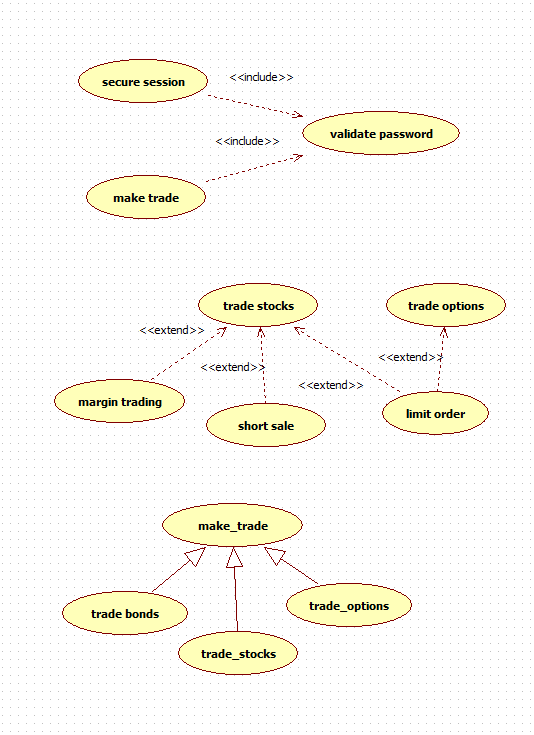 secure session
<<include>>
validate password
<<include>>
make trade
trade stocks
trade options
<<extend>>
<<extend>>
<<extend>>
<<extend>>
margin trading
short sale
limit order
make_trade
trade bonds
trade_options
trade_stocks